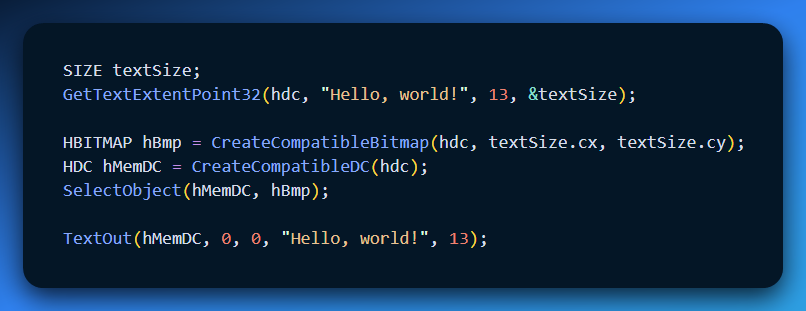 SIZE textSize;
GetTextExtentPoint32(hdc, "Hello, world!", 13, &textSize);
HBITMAP hBmp = CreateCompatibleBitmap(hdc, textSize.cx, textSize.cy);
HDC hMemDC = CreateCompatibleDC(hdc);
SelectObject(hMemDC, hBmp);
TextOut(hMemDC, 0, 0, "Hello, world!", 13);